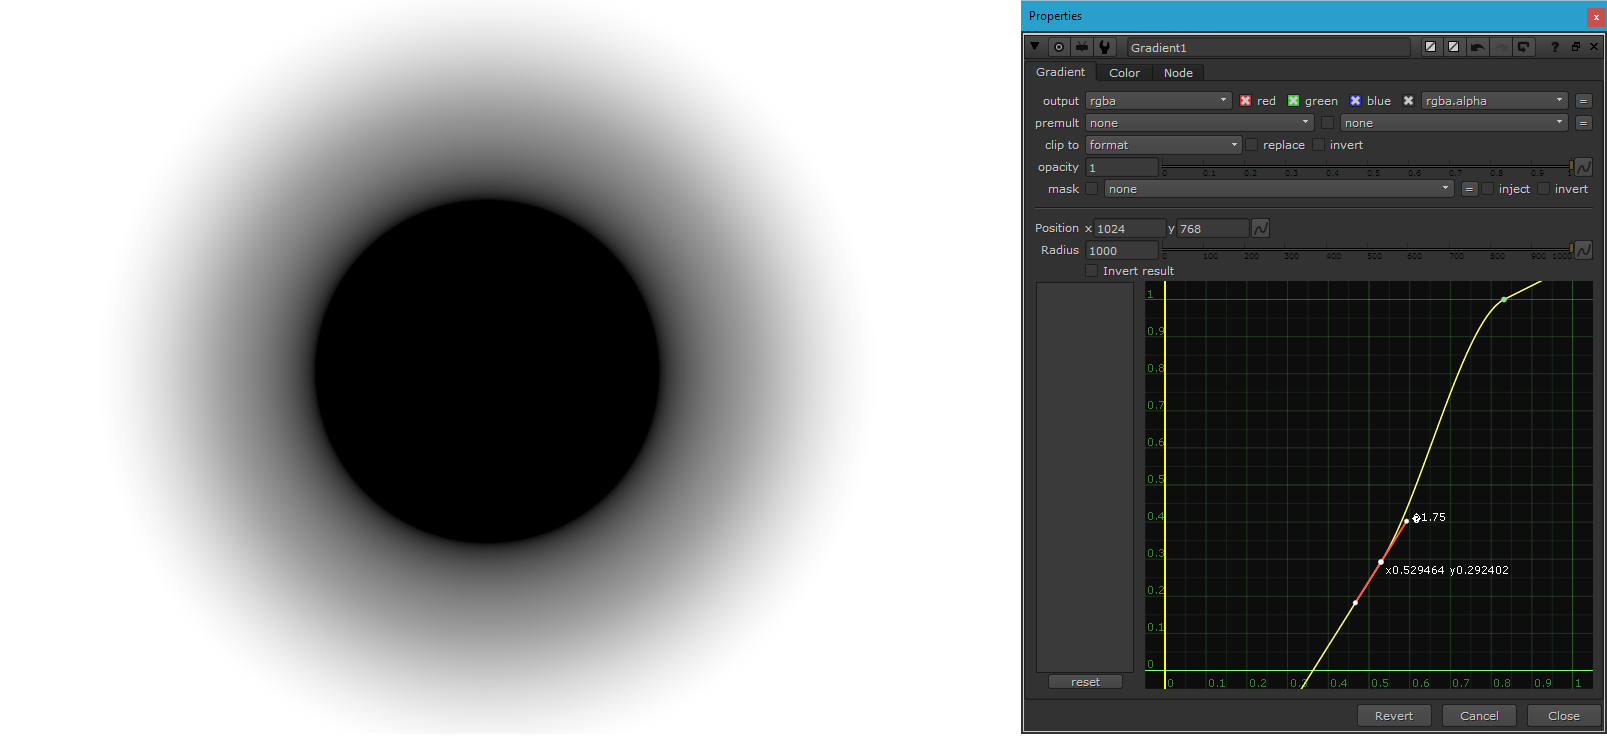 Properties
x
Gradient1
?
Gradient Color Node
output rgba red green blue rgba.alpha =
premult none none =
clip to format replace invert
opacity 1
0 0.1 0.2 0.3 0.4 0.5 0.6 0.7 0.8 0.9 1
mask none = inject invert
Position x 1024 y 768
Radius 1000
0 100 200 300 400 500 600 700 800 900 1000
Invert result
1
0.9
0.8
0.7
0.6
0.5
0.4
�1.75
0.3
x0.529464 y0.292402
0.2
0.1
0
0 0.1 0.2 0.3 0.4 0.5 0.6 0.7 0.8 0.9 1
reset
Revert Cancel Close